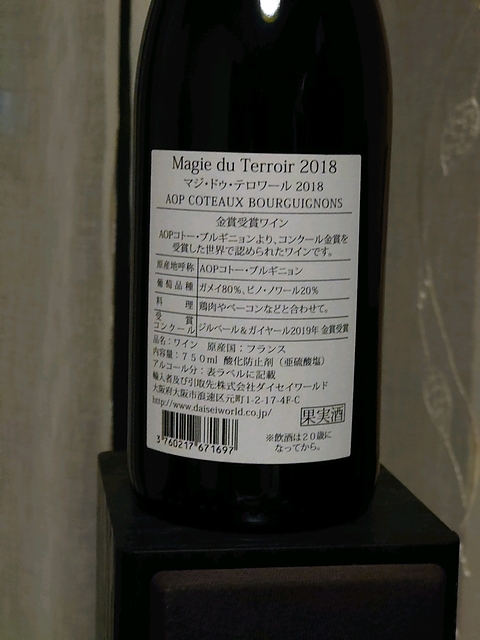 Magie du Terroir 2018
マジ・ドゥ・テロワール 2018
AOP COTEAUX BOURGUIGNONS
金賞受賞ワイン
AOPコトー・ブルギニョンより、コンクール金賞を
受賞した世界で認められたワインです。
原産地呼称 AOPコトー・ブルギニョン
葡萄品種 ガメイ80%、ピノ・ノワール20%
料理 鶏肉やベーコンなどと合わせて。
受賞コンクール ジルベール&ガイヤール2019年 金賞受賞
品名:ワイン 原産国:フランス
内容量:750ml 酸化防止剤(亜硫酸塩)
アルコール分:表ラベルに記載
輸入者及び引取先:株式会社ダイセイワールド
大阪府大阪市浪速区元町1-2-17-4F-C
http://www.daiseiworld.co.jp/
果実酒
3 760217 671697
※飲酒は20歳に
なってから。